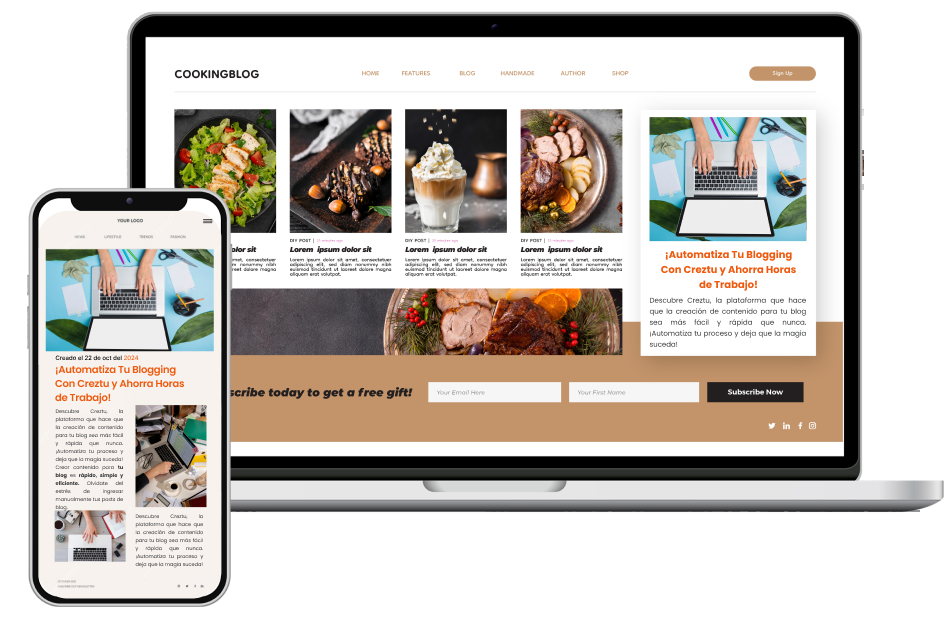 COOKINGBLOG
HOME
FEATURES
BLOG
HANDMADE
AUTHOR
SHOP
Sign Up
DIY POST |
DIY POST |
DIY POST |
dolor sit
Lorem ipsum dolor sit
Lorem ipsum dolor sit
Lorem ipsum dolor sit
met, consectetuer
nonummy nibh
laoreet dolore magna
Lorem ipsum dolor sit amet, consectetuer
adipiscing elit, sed diam nonummy nibh
euismod tincidunt ut laoreet dolore magna
aliquam erat volutpat.
Lorem ipsum dolor sit amet, consectetuer
adipiscing elit, sed diam nonummy nibh
euismod tincidunt ut laoreet dolore magna
aliquam erat volutpat.
Lorem ipsum dolor sit amet, consectetuer
adipiscing elit, sed diam nonummy nibh
euismod tincidunt ut laoreet dolore magna
aliquam erat volutpat.
¡Automatiza Tu Blogging
Con Creztu y Ahorra Horas
de Trabajo!
Descubre Creztu, la plataforma que hace
que la creación de contenido para tu blog
sea más fácil y rápida que nunca.
¡Automatiza tu proceso y deja que la magia
suceda!
scribe today to get a free gift!
Your Email Here
Your First Name
Subscribe Now
YOUR LOGO
LIFESTYLE
TRENDS
FASHION
Creado el 22 de oct del 2024
¡Automatiza Tu Blogging
Con Creztu y Ahorra Horas
de Trabajo!
Descubre Creztu, la
plataforma que hace que
la creación de contenido
para tu blog sea más fácil
y rápida que nunca.
¡Automatiza tu proceso y
deja que la magia suceda!
Crear contenido para tu
blog es rápido, simple y
eficiente. Olvídate del
estrés de ingresar
manualmente tus posts de
blog.
Descubre Creztu, la
plataforma que hace que
la creación de contenido
para tu blog sea más fácil
y rápida que nunca.
¡Automatiza tu proceso y
deja que la magia suceda!